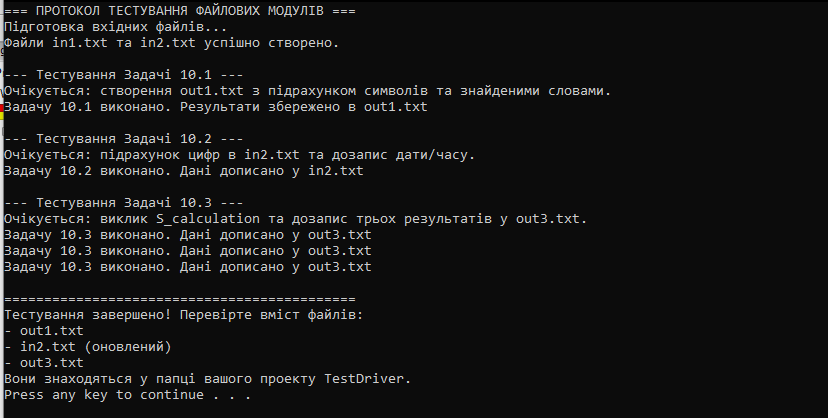 === ПРОТОКОЛ ТЕСТУВАННЯ ФАЙЛОВИХ МОДУЛІВ ===
Підготовка вхідних файлів...
Файли in1.txt та in2.txt успішно створено.

--- Тестування Задачі 10.1 ---
Очікується: створення out1.txt з підрахунком символів та знайденими словами.
Задачу 10.1 виконано. Результати збережено в out1.txt

--- Тестування Задачі 10.2 ---
Очікується: підрахунок цифр в in2.txt та дозапис дати/часу.
Задачу 10.2 виконано. Дані дописано у in2.txt

--- Тестування Задачі 10.3 ---
Очікується: виклик S_calculation та дозапис трьох результатів у out3.txt.
Задачу 10.3 виконано. Дані дописано у out3.txt
Задачу 10.3 виконано. Дані дописано у out3.txt
Задачу 10.3 виконано. Дані дописано у out3.txt

============================================
Тестування завершено! Перевірте вміст файлів:
- out1.txt
- in2.txt (оновлений)
- out3.txt
Вони знаходяться у папці вашого проекту TestDriver.
Press any key to continue . . .